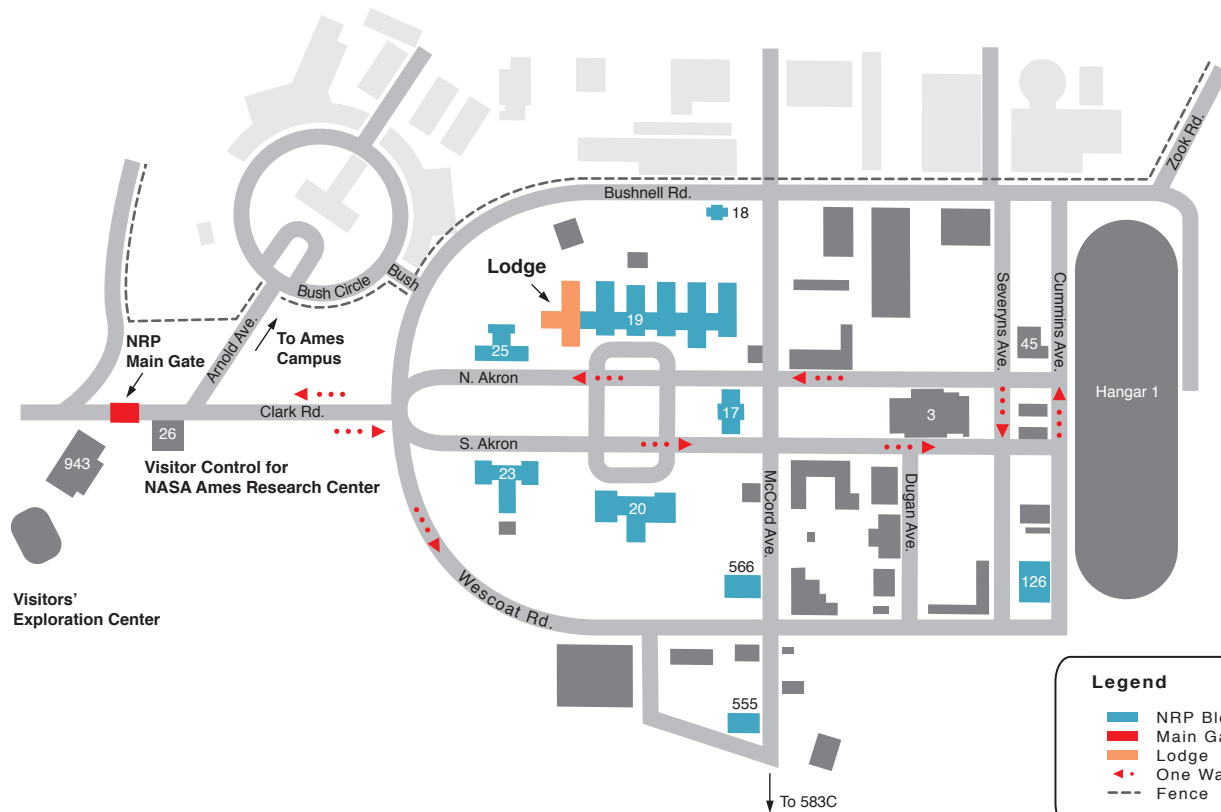 Zook Rd.
Bushnell Rd.
18
Lodge
Bush
Bush Circle
Severyns Ave.
Cummins Ave.
Arnold Ave.
To Ames
Campus
NRP
Main Gate
19
25
45
N. Akron
Hangar 1
Clark Rd.
17
3
26
S. Akron
943
Visitor Control for
NASA Ames Research Center
23
20
McCord Ave.
Dugan Ave.
566
126
Visitors'
Exploration Center
Wescoat Rd.
555
To 583C
Legend
NRP
Main
Lodge
One
Fence